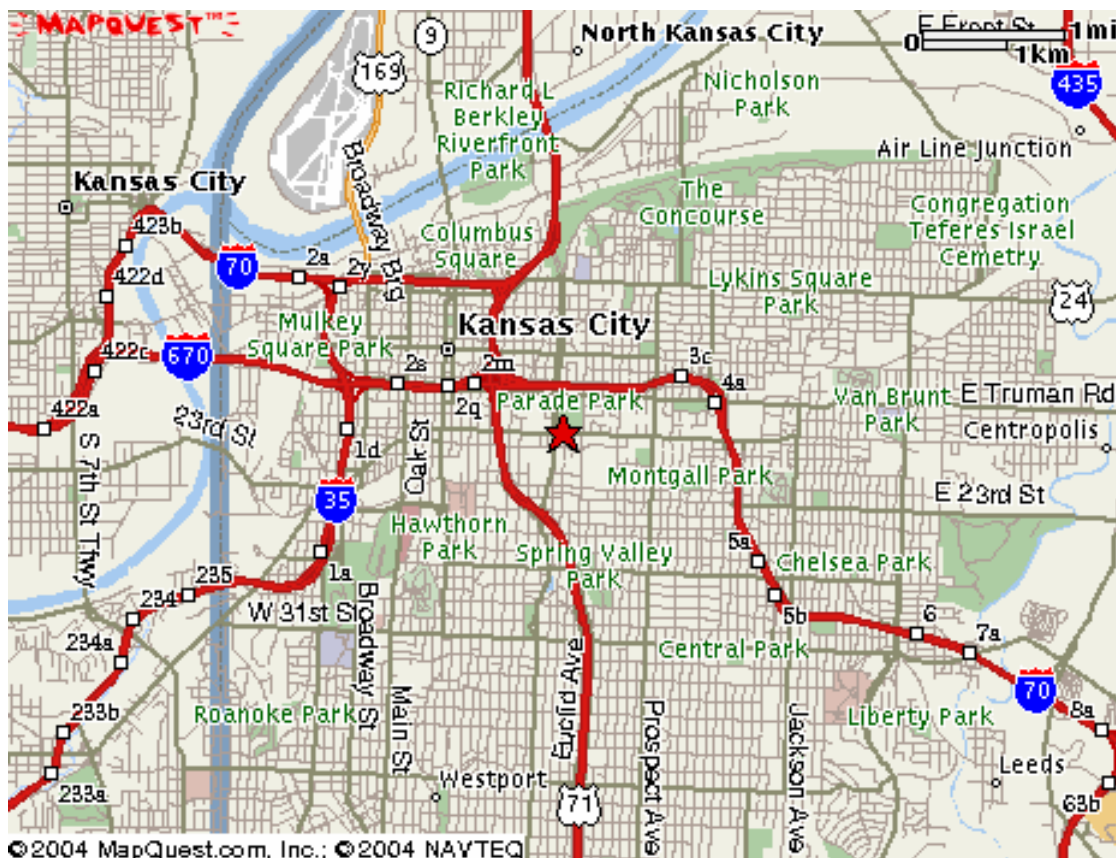 MAPQUEST™
9
North Kansas City
E Front St
0
1mi
1km
169
Richard L
Berkley
Riverfront
Park
Nicholson
Park
435
Air Line Junction
Broadway Brg
Kansas City
The
Concourse
Congregation
Teferes Israel
Cemetery
423b
Columbus
Square
422d
70
2a
2y
Lykins Square
Park
24
Mulkey
Square Park
Kansas City
422c
670
2s
2m
3c
4a
2q
Parade Park
Van Brunt
Park
E Truman Rd
422a
23rd St
1d
Oak St
Centropolis
S 7th St Trwy
Montgall Park
35
E 23rd St
Hawthorn
Park
Spring Valley
Park
5a
Chelsea Park
235
1a
234
W 31st St
Broadway St
5b
6
234a
7a
Central Park
Main St
Euclid Ave
Prospect Ave
Jackson Ave
70
233b
Roanoke Park
Liberty Park
8a
233a
Westport
71
Leeds
63b
©2004 MapQuest.com, Inc.; ©2004 NAVTEQ